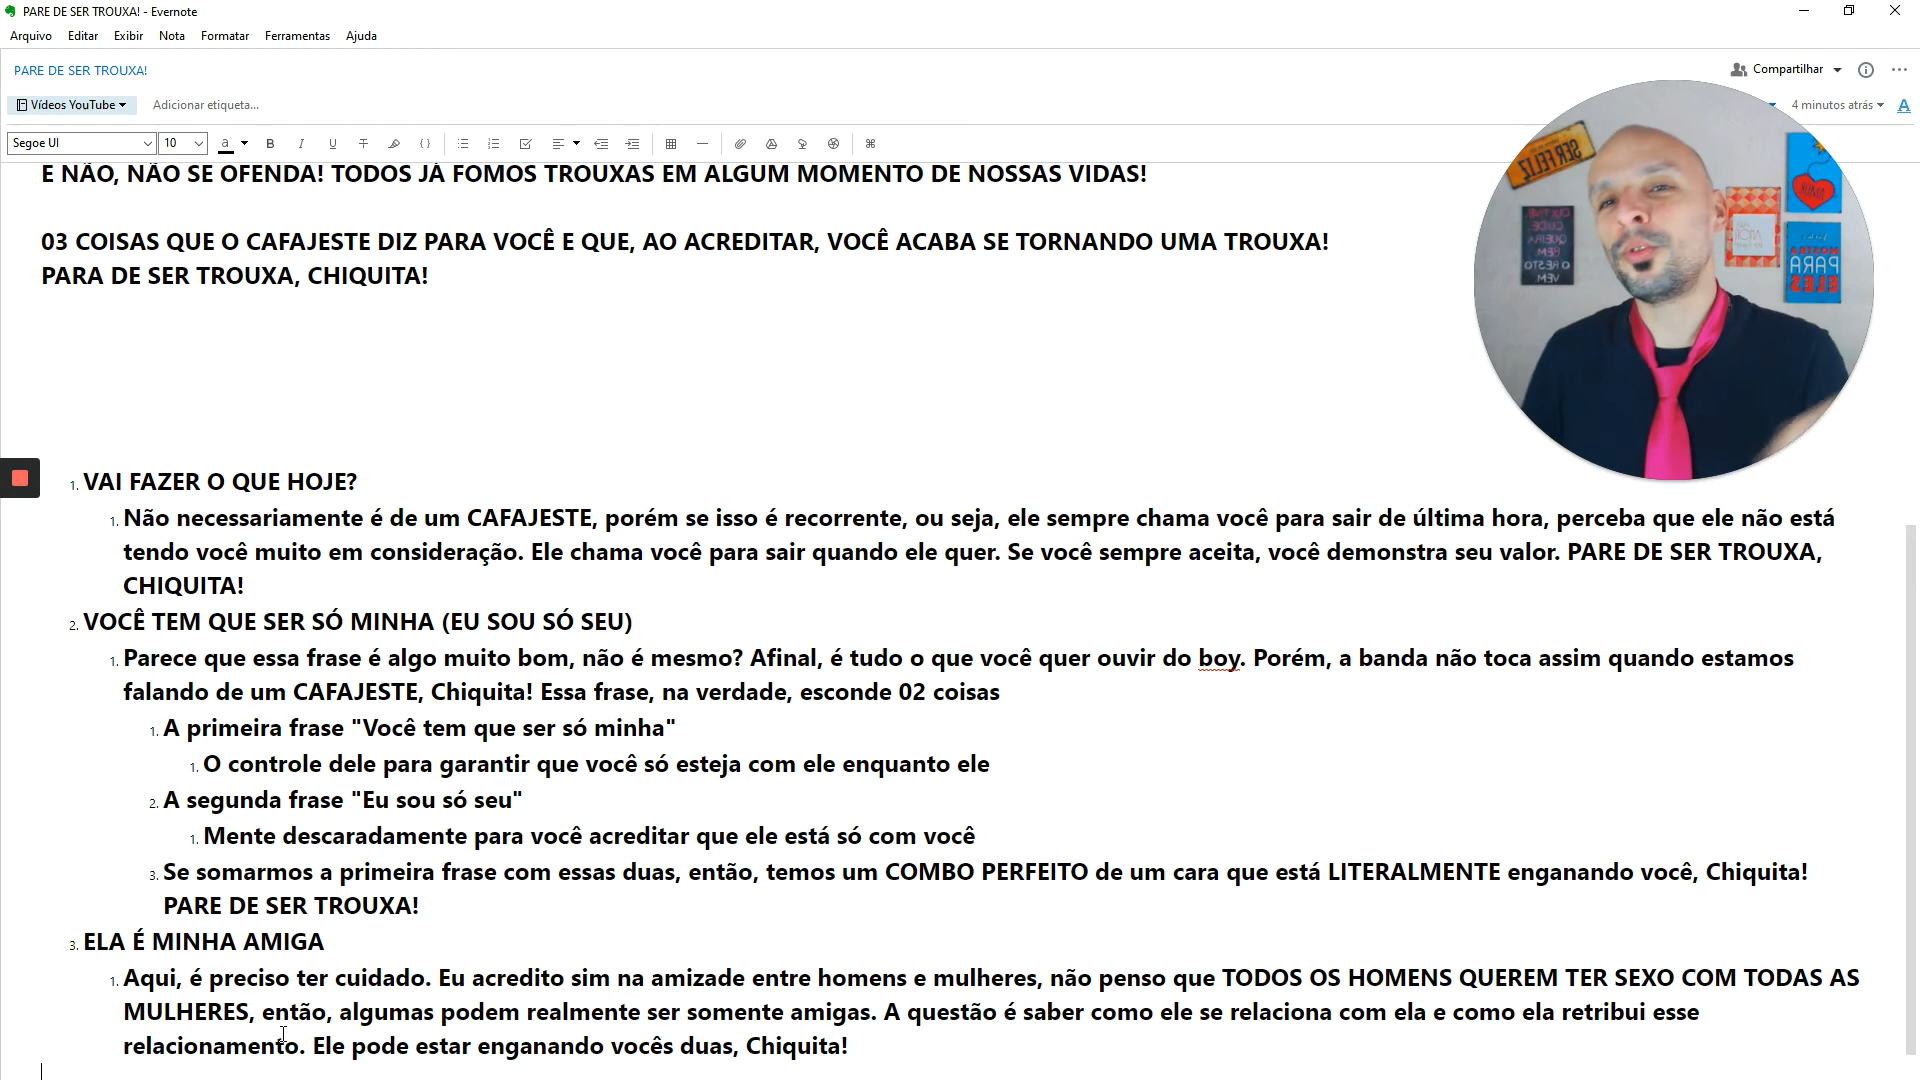 PARE DE SER TROUXA! - Evernote
Arquivo Editar Exibir Nota Formatar Ferramentas Ajuda
PARE DE SER TROUXA!
Compartilhar
Vídeos YouTube
Adicionar etiqueta...
4 minutos atrás
Segoe UI
10
E NÃO, NÃO SE OFENDA! TODOS JÁ FOMOS TROUXAS EM ALGUM MOMENTO DE NOSSAS VIDAS!
03 COISAS QUE O CAFAJESTE DIZ PARA VOCÊ E QUE, AO ACREDITAR, VOCÊ ACABA SE TORNANDO UMA TROUXA!
PARA DE SER TROUXA, CHIQUITA!
SER FELIZ
O RESTO
VEM
PARA
ELES
1. VAI FAZER O QUE HOJE?
1. Não necessariamente é de um CAFAJESTE, porém se isso é recorrente, ou seja, ele sempre chama você para sair de última hora, perceba que ele não está
tendo você muito em consideração. Ele chama você para sair quando ele quer. Se você sempre aceita, você demonstra seu valor. PARE DE SER TROUXA,
CHIQUITA!
2. VOCÊ TEM QUE SER SÓ MINHA (EU SOU SÓ SEU)
1. Parece que essa frase é algo muito bom, não é mesmo? Afinal, é tudo o que você quer ouvir do boy. Porém, a banda não toca assim quando estamos
falando de um CAFAJESTE, Chiquita! Essa frase, na verdade, esconde 02 coisas
1. A primeira frase "Você tem que ser só minha"
1. O controle dele para garantir que você só esteja com ele enquanto ele
2. A segunda frase "Eu sou só seu"
1. Mente descaradamente para você acreditar que ele está só com você
3. Se somarmos a primeira frase com essas duas, então, temos um COMBO PERFEITO de um cara que está LITERALMENTE enganando você, Chiquita!
PARE DE SER TROUXA!
3. ELA É MINHA AMIGA
1. Aqui, é preciso ter cuidado. Eu acredito sim na amizade entre homens e mulheres, não penso que TODOS OS HOMENS QUEREM TER SEXO COM TODAS AS
MULHERES, então, algumas podem realmente ser somente amigas. A questão é saber como ele se relaciona com ela e como ela retribui esse
relacionamento. Ele pode estar enganando vocês duas, Chiquita!